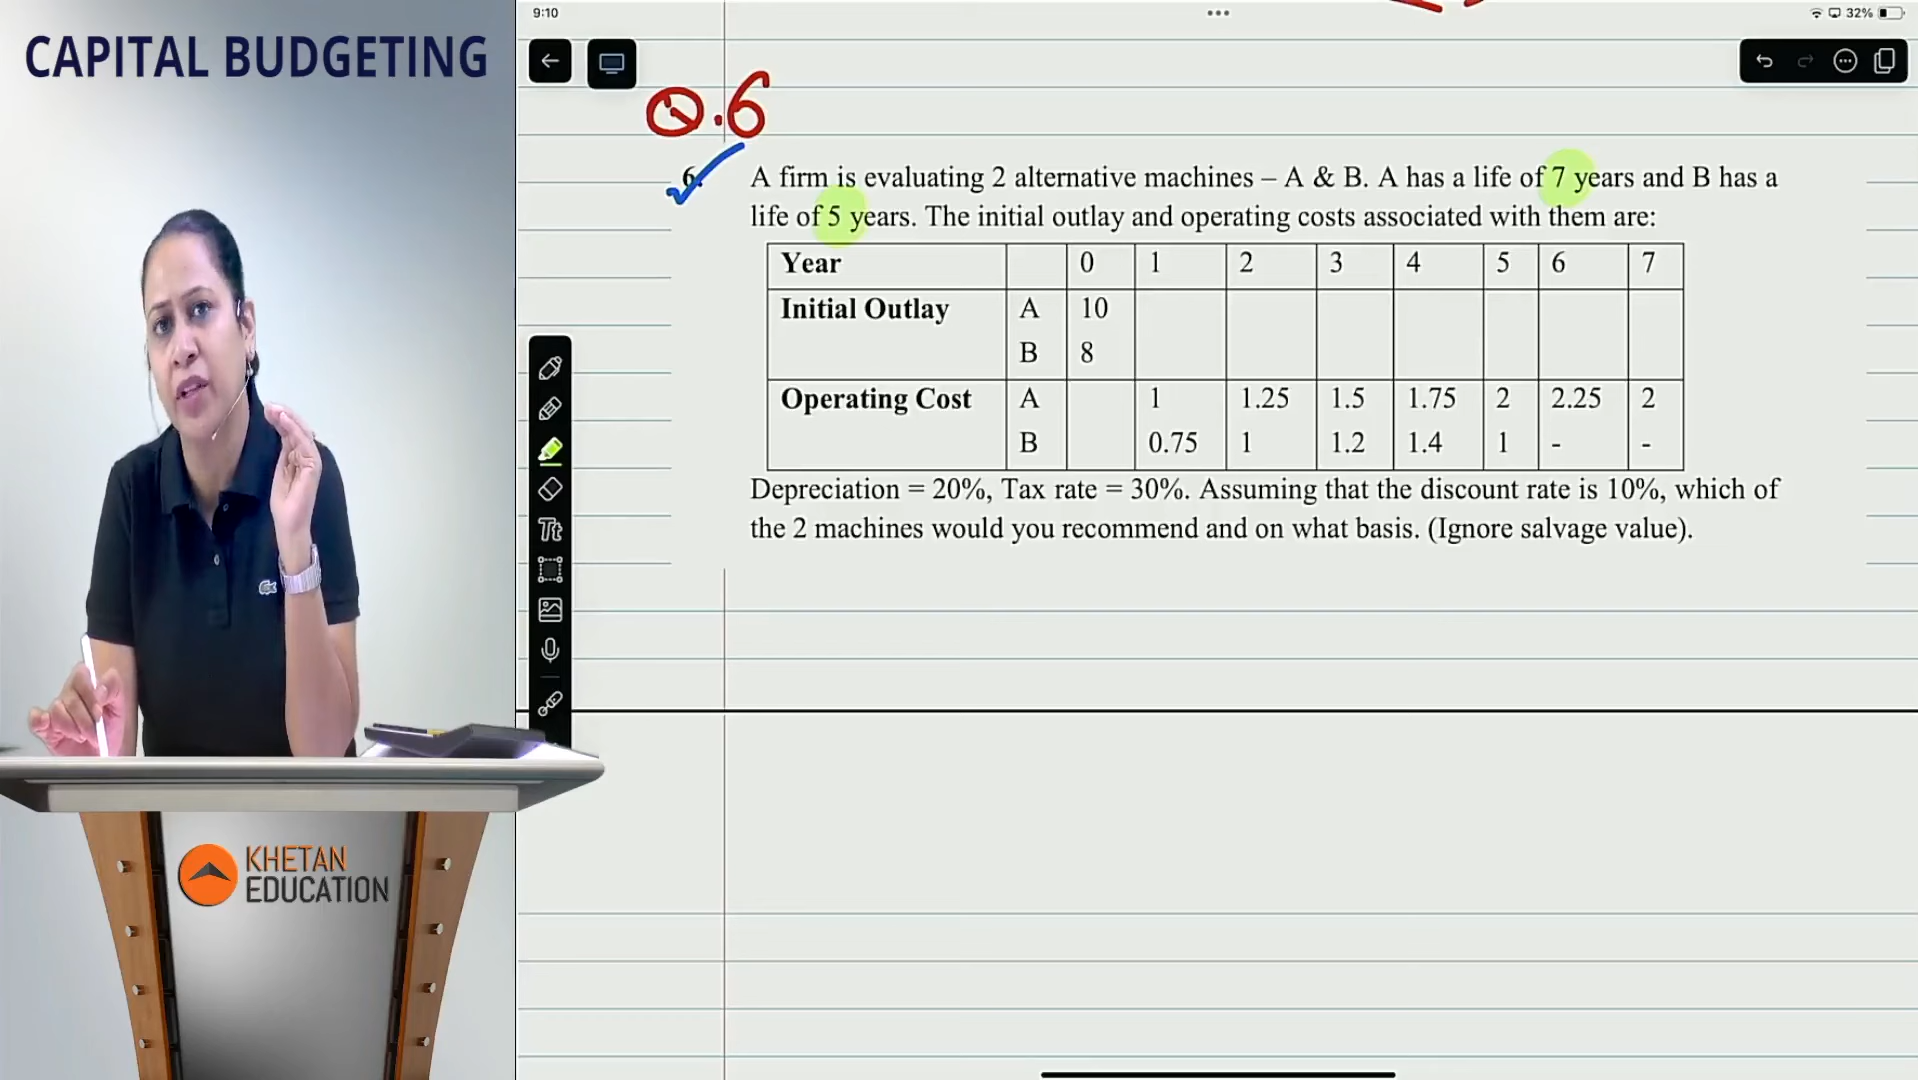 CAPITAL BUDGETING
9:10
32%
Q.6
6. A firm is evaluating 2 alternative machines – A & B. A has a life of 7 years and B has a
life of 5 years. The initial outlay and operating costs associated with them are:
Year 0 1 2 3 4 5 6 7
Initial Outlay A 10
B 8
Operating Cost A 1 1.25 1.5 1.75 2 2.25 2
B 0.75 1 1.2 1.4 1 - -
Depreciation = 20%, Tax rate = 30%. Assuming that the discount rate is 10%, which of
the 2 machines would you recommend and on what basis. (Ignore salvage value).
Tt
KHETAN
EDUCATION